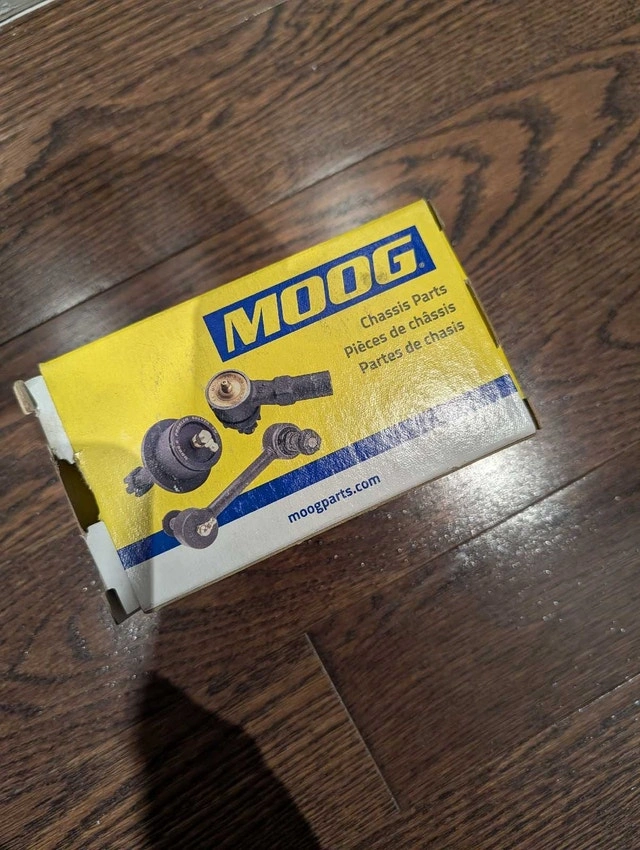 MOOG
Chassis Parts
Pièces de châssis
Partes de chasis
moogparts.com